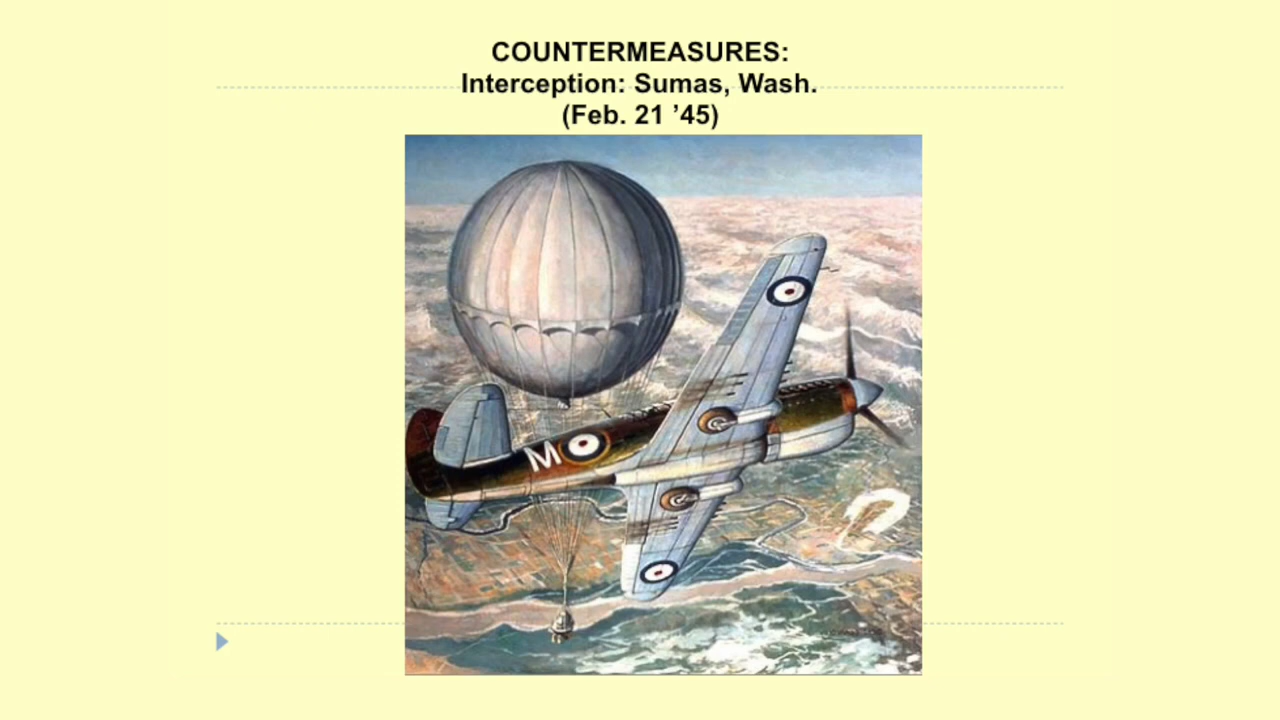 COUNTERMEASURES:
Interception: Sumas, Wash.
(Feb. 21 ’45)
M